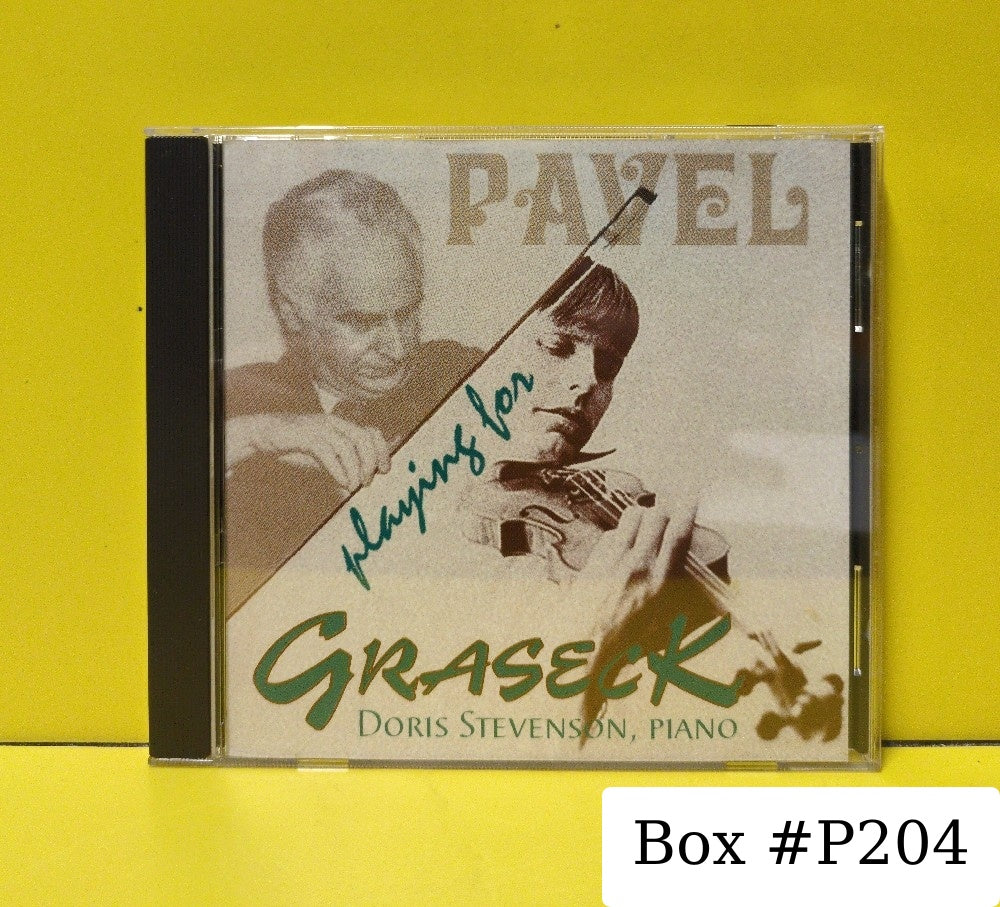 PAVEL
playing for
GRASECK
DORIS STEVENSON, PIANO
Box #P204